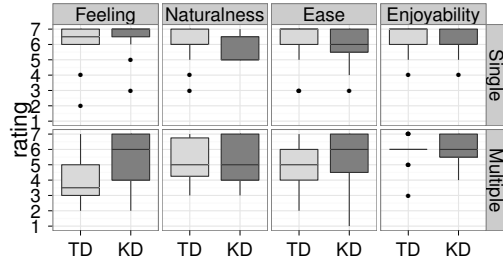 Feeling Naturalness Ease Enjoyability
7
6
5
4
3
2
1
Single
rating
7
6
5
4
3
2
1
Multiple
TD KD TD KD TD KD TD KD